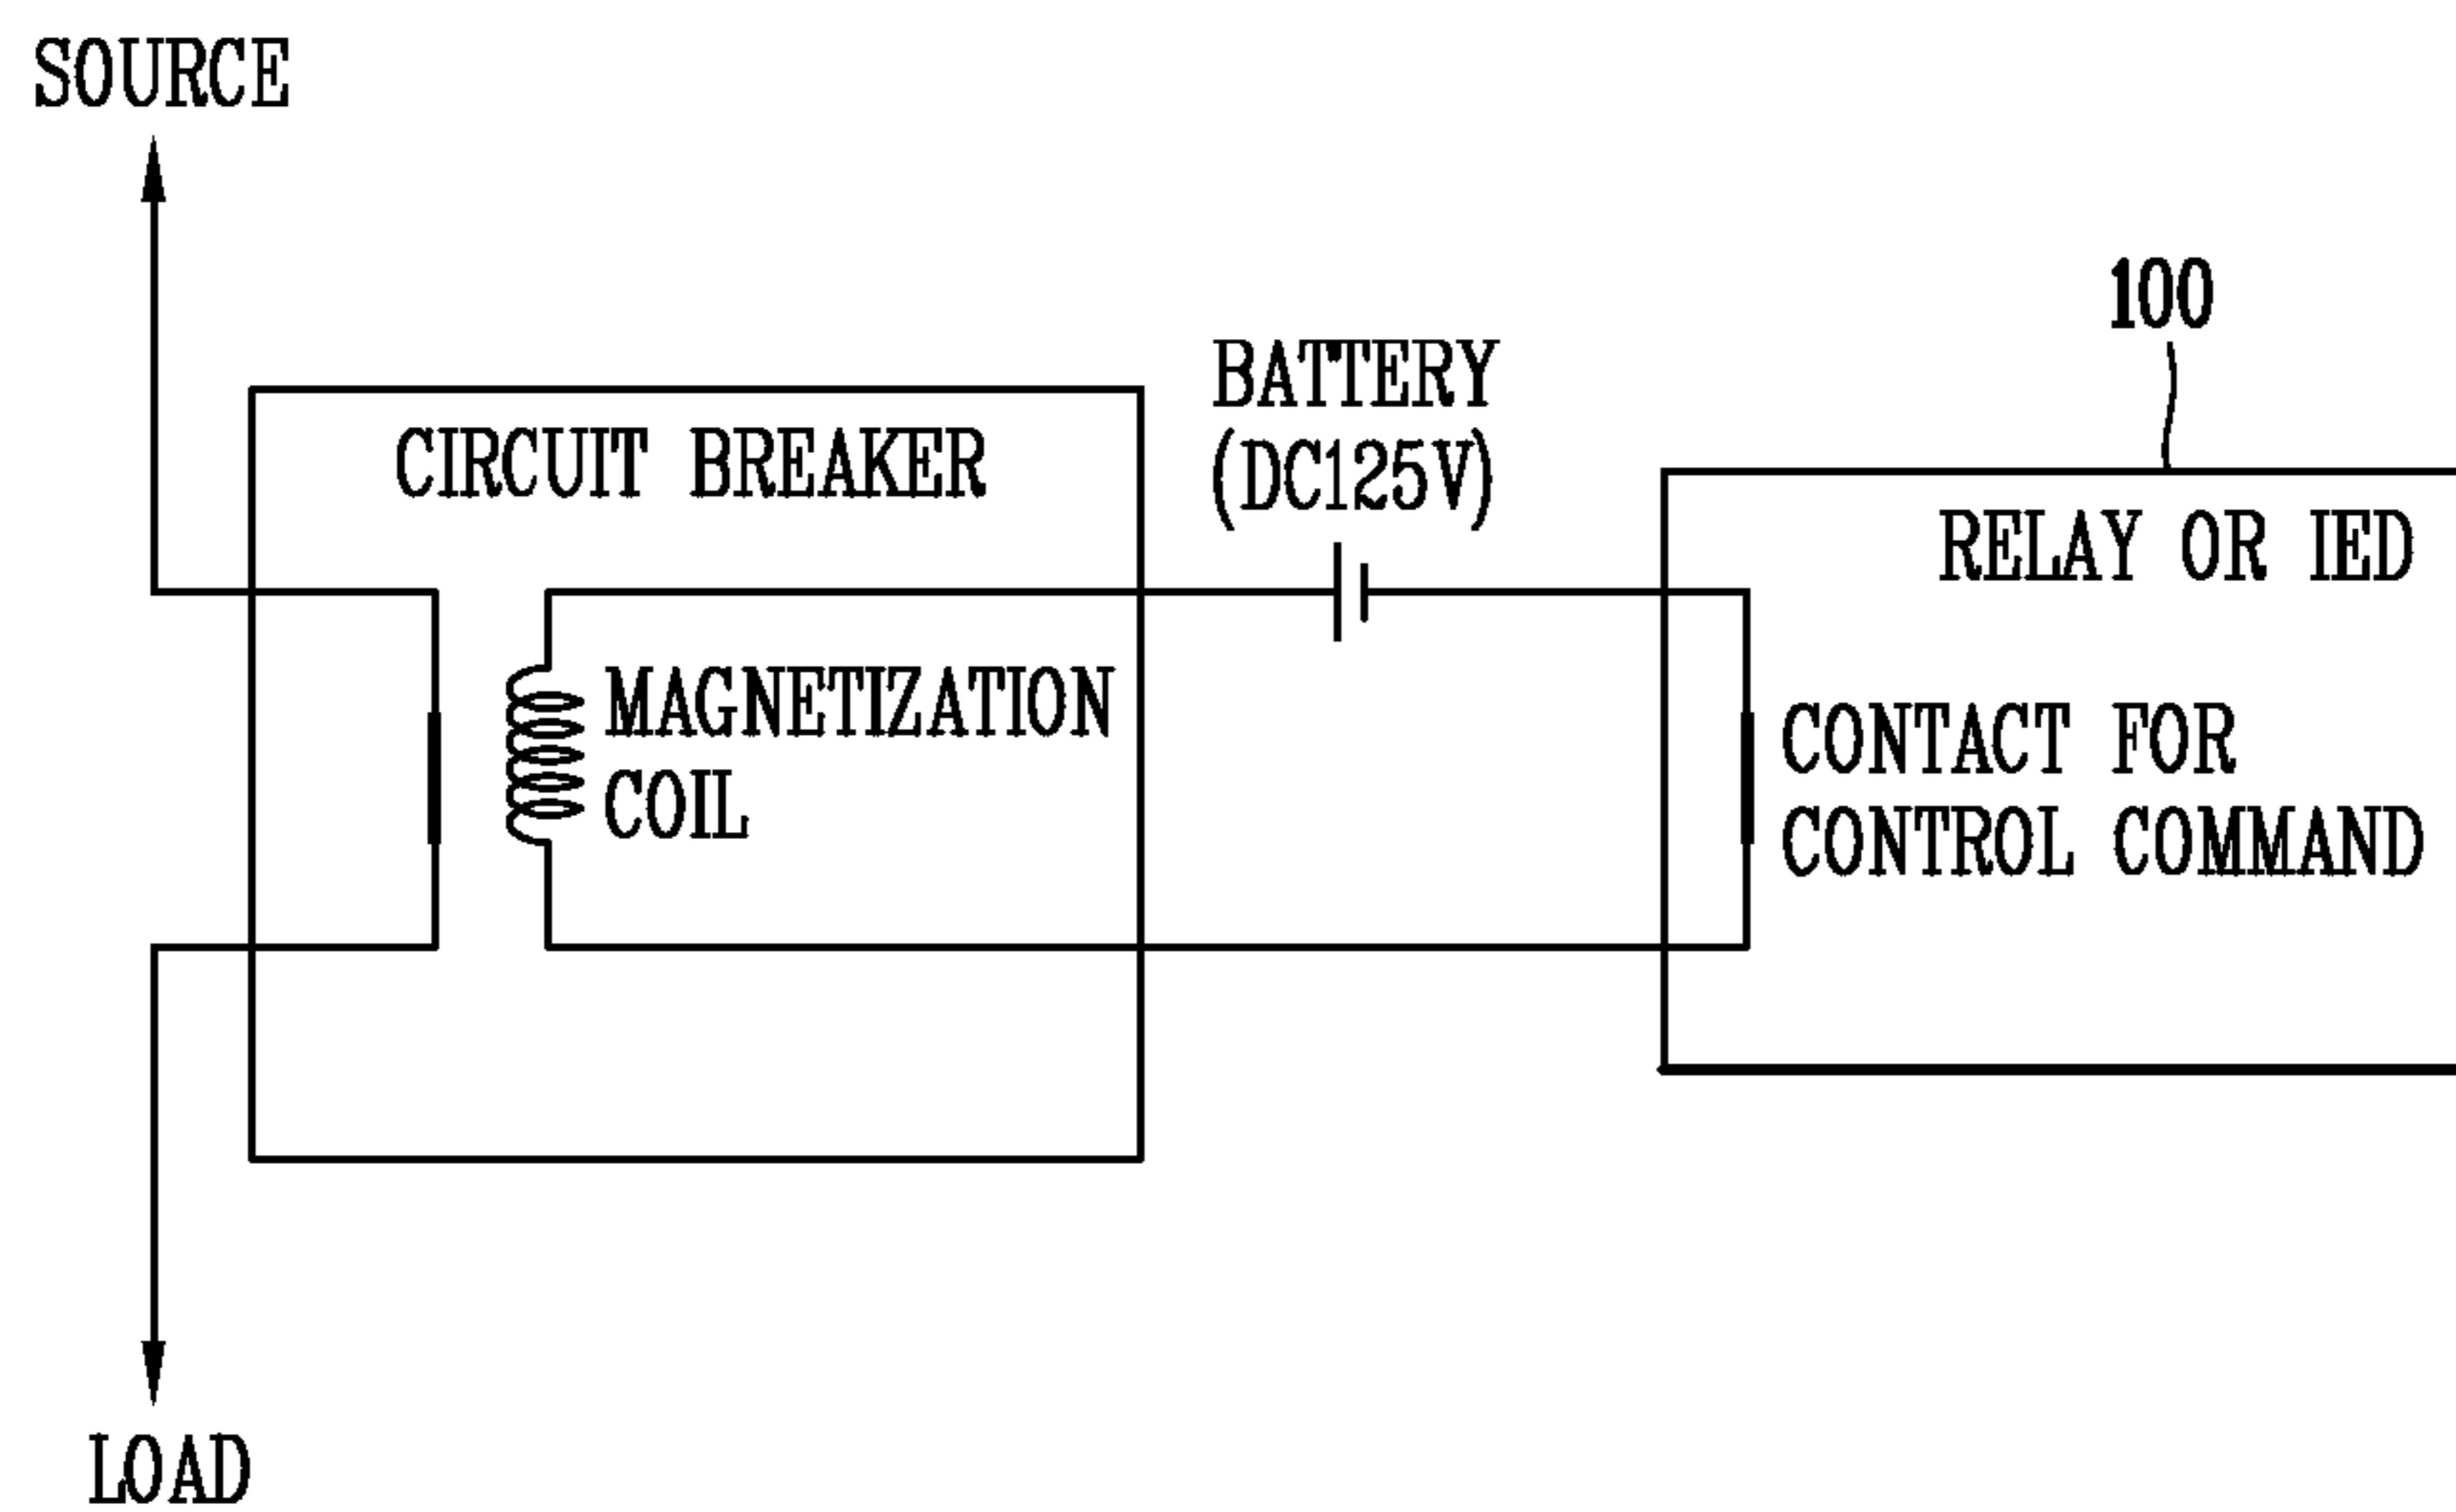 SOURCE
100
BATTERY
(DC125V)
CIRCUIT BREAKER
RELAY OR IED
MAGNETIZATION
COIL
CONTACT FOR
CONTROL COMMAND
LOAD